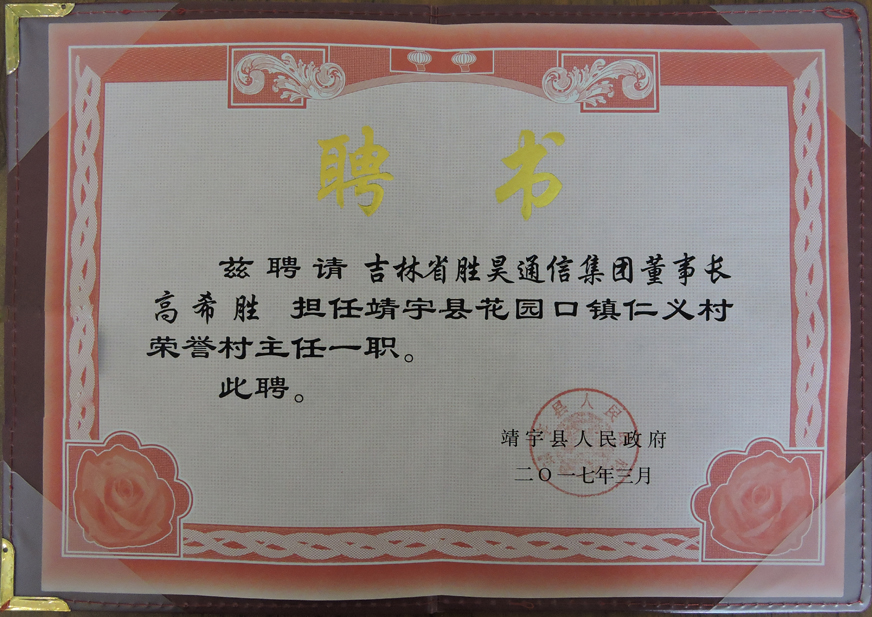 聘 书
兹聘请 吉林省胜昊通信集团董事长
高希胜 担任靖宇县花园口镇仁义村
荣誉村主任一职。
此聘。
靖宇县人民政府
二〇一七年三月